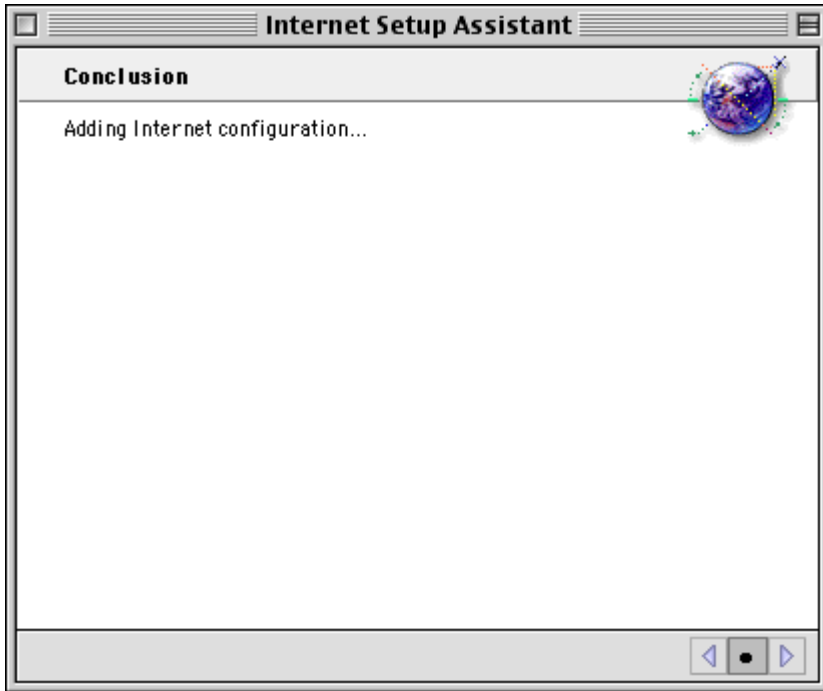 Internet Setup Assistant
Conclusion
Adding Internet configuration...